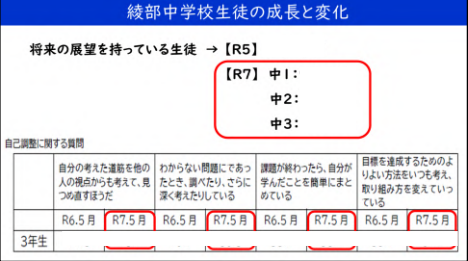 綾部中学校生徒の成長と変化
将来の展望を持っている生徒 →【R5】
【R7】中1:
中2:
中3:
自己調整に関する質問
自分の考えた道筋を他の
人の視点からも考えて、見
つめ直すほうだ
わからない問題にであっ
たとき、調べたり、さらに
深く考えたりしている
課題が終わったら、自分が
学んだことを簡単にまと
めている
目標を達成するためのよ
りよい方法をいつも考え、
取り組み方を変えていっ
ている
R6.5月 R7.5月 R6.5月 R7.5月 R6.5月 R7.5月 R6.5月 R7.5月
3年生